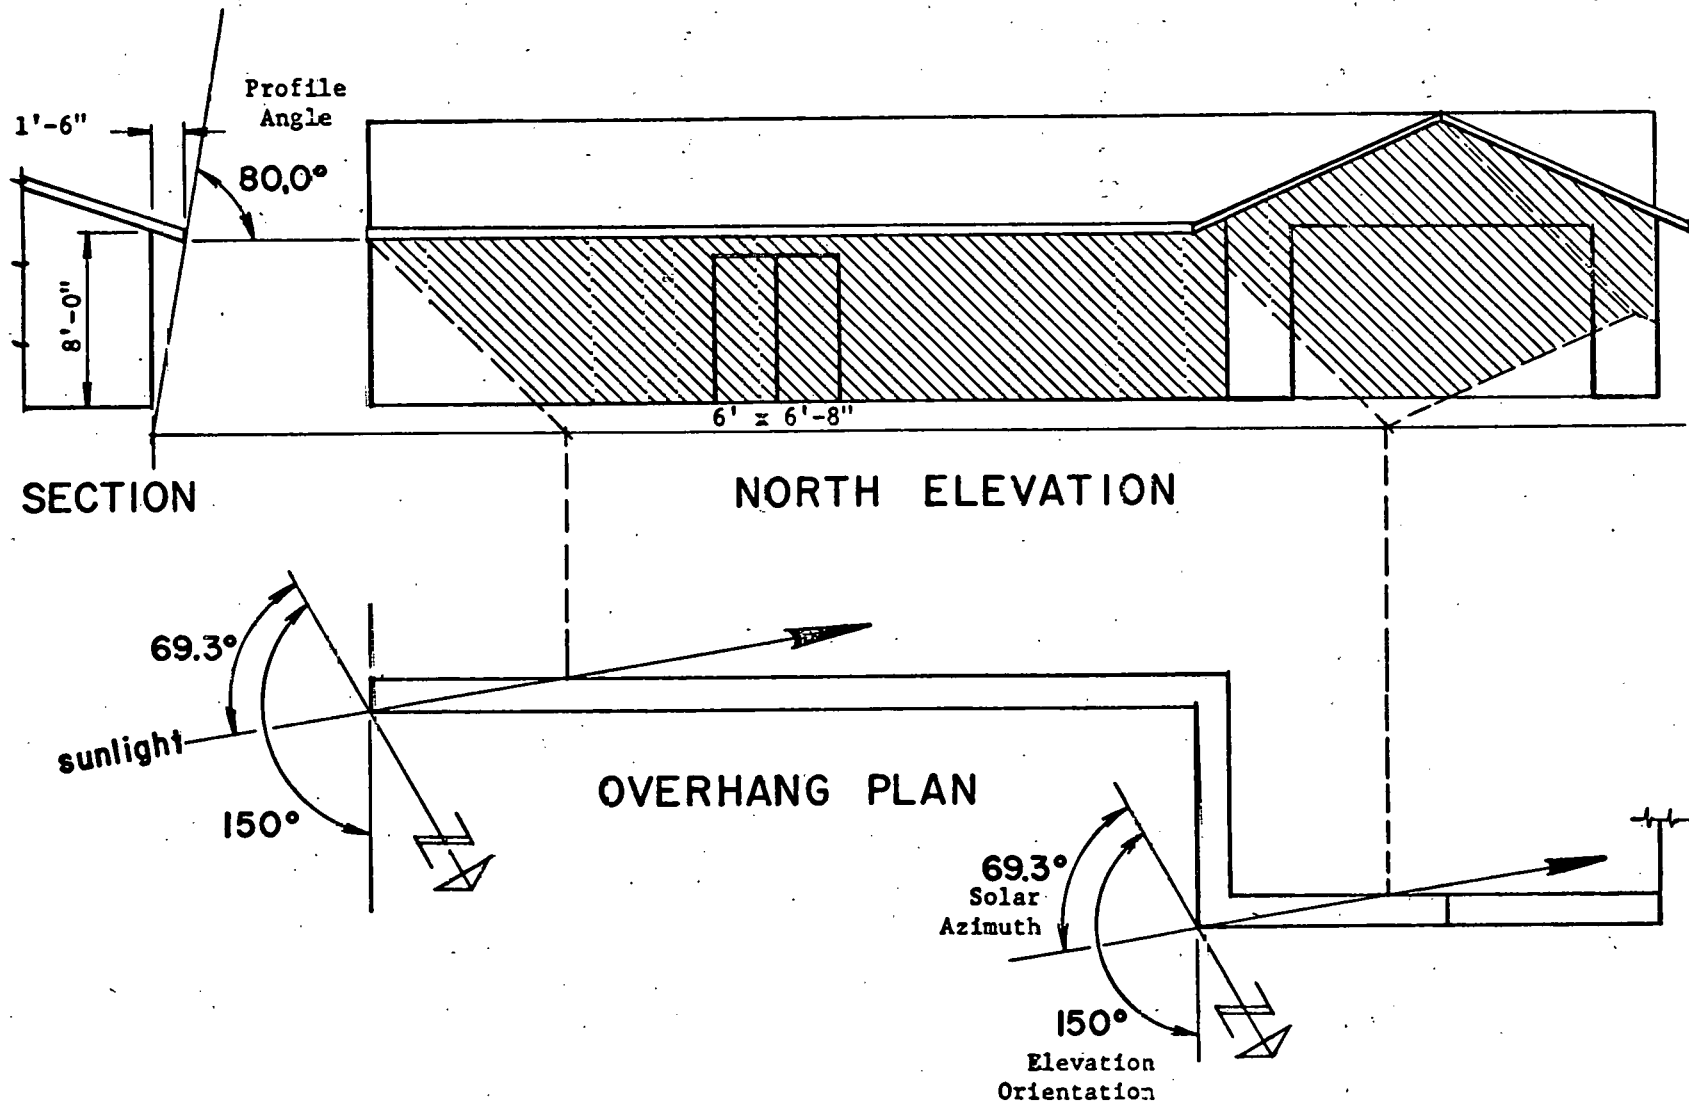 Profile
Angle
1'-6"
80.0°
8'-0"
6' x 6'-8"
SECTION
NORTH ELEVATION
69.3°
sunlight
150°
N
OVERHANG PLAN
69.3°
Solar
Azimuth
150°
N
Elevation
Orientation